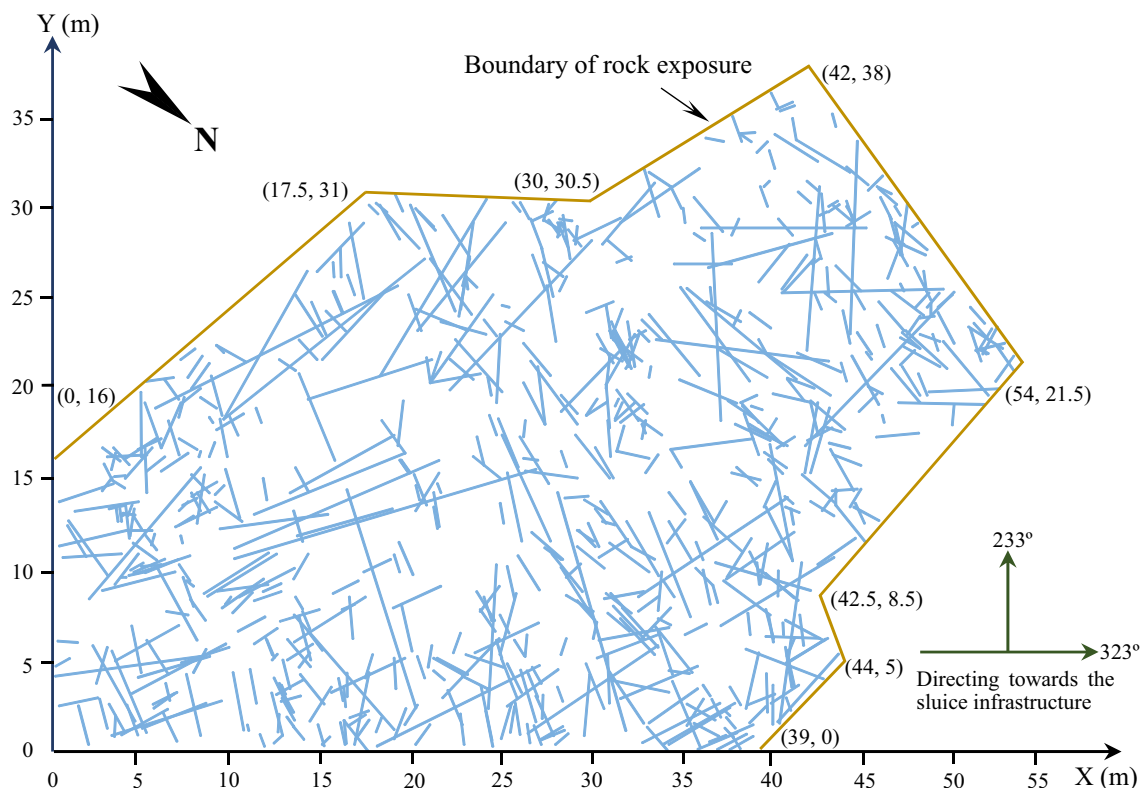 Y (m)
Boundary of rock exposure
(42, 38)
35
N
(17.5, 31)
(30, 30.5)
30
25
20
(0, 16)
(54, 21.5)
15
10
233º
(42.5, 8.5)
5
(44, 5)
323º
Directing towards the
sluice infrastructure
(39, 0)
0
0 5 10 15 20 25 30 35 40 45 50 55 X (m)